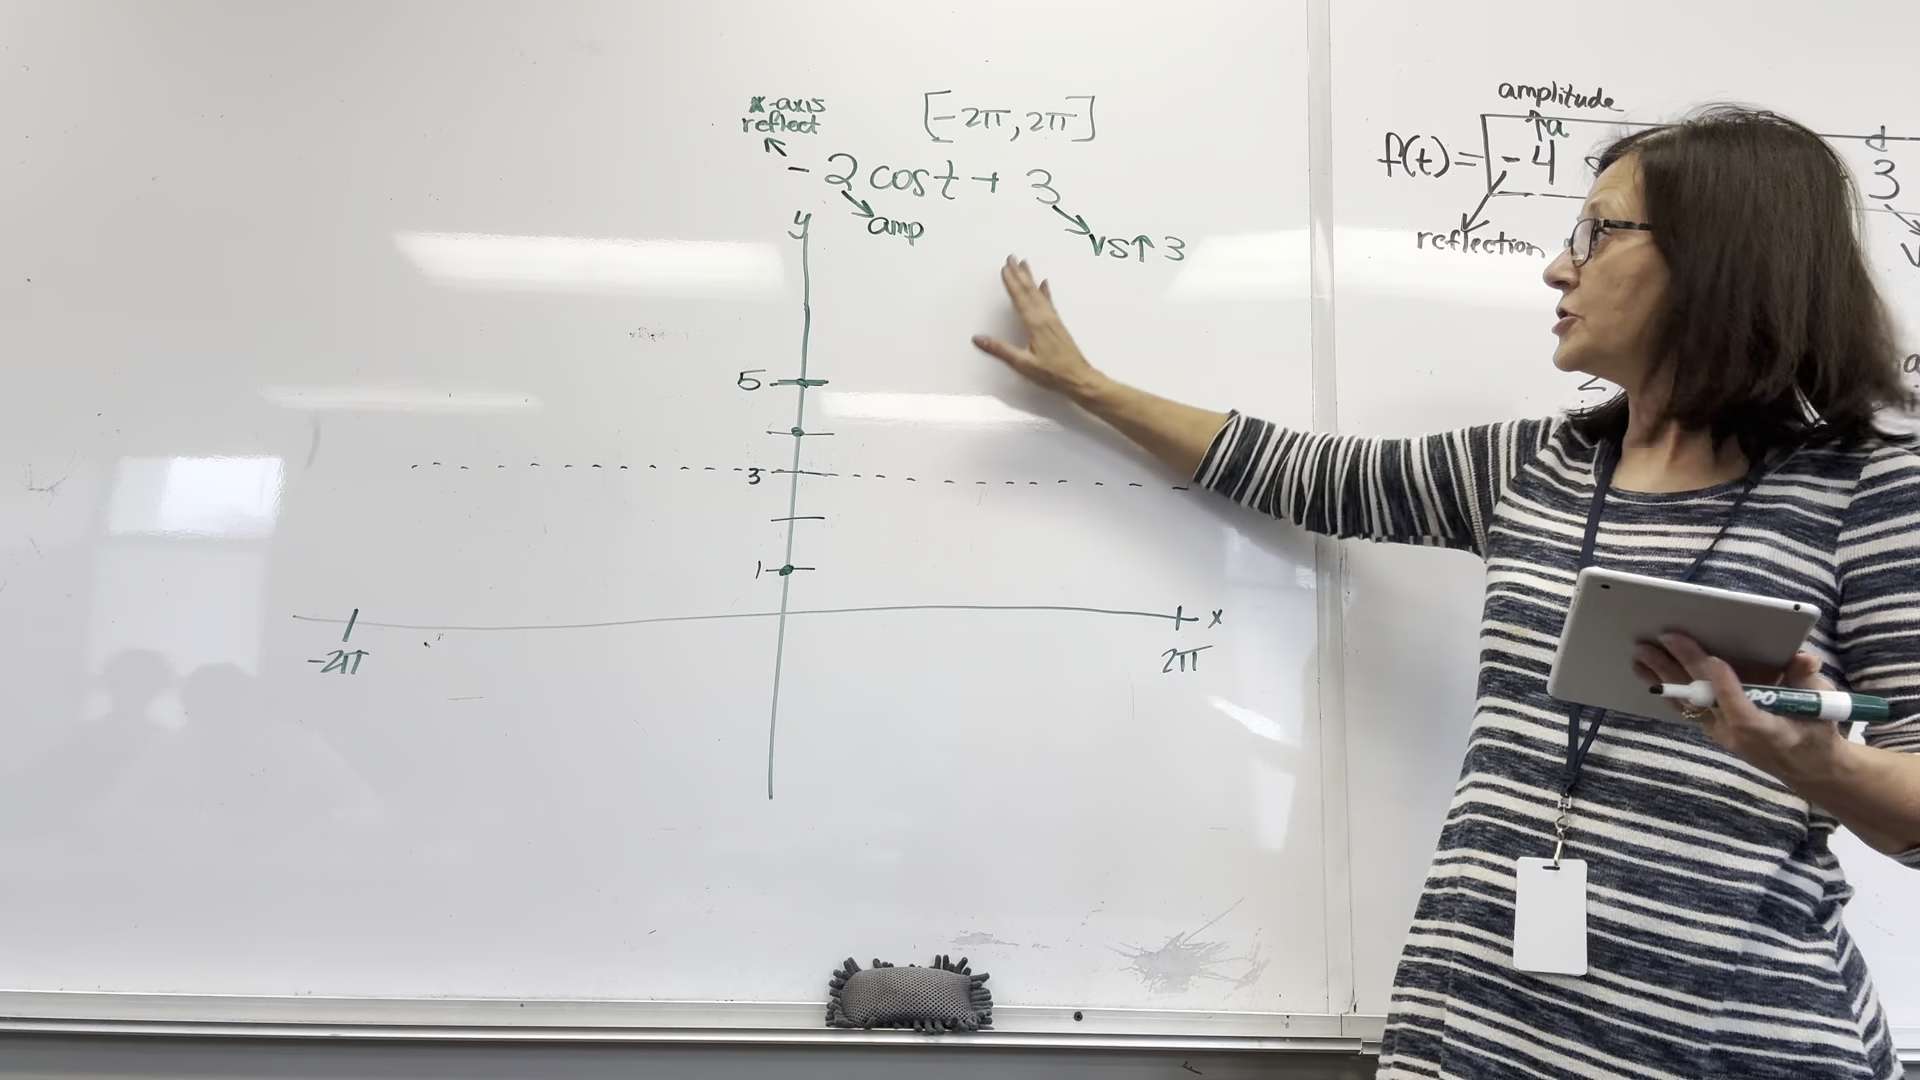 x-axis
reflect
[-2π, 2π]
- 2 cos t + 3
amp
vs↑ 3
y
5
3
1
x
-2π
2π
amplitude
a
d
f(t) = - 4
3
reflection
EXPO